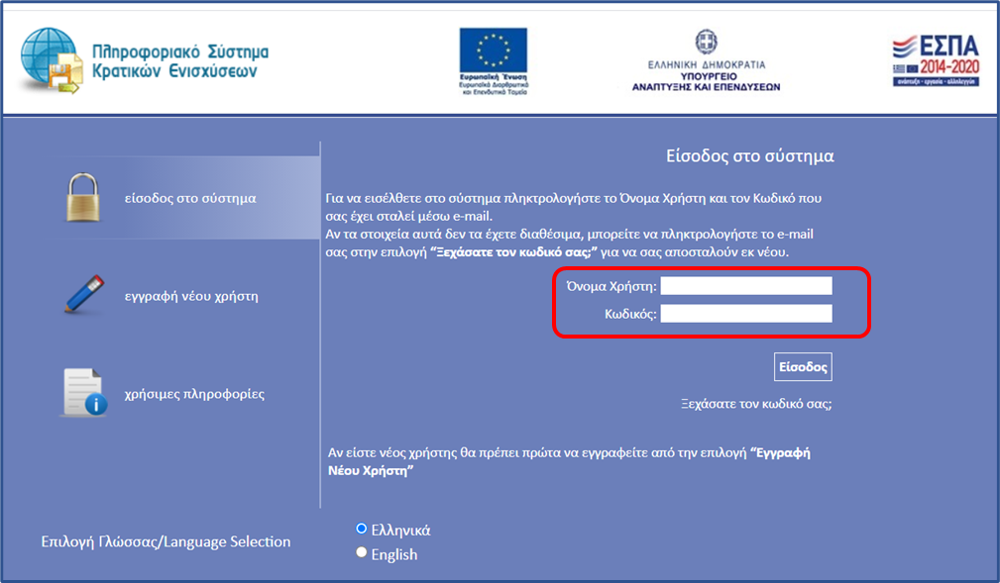 Πληροφοριακό Σύστημα
Κρατικών Ενισχύσεων
Ευρωπαϊκή Ένωση
Ευρωπαϊκά Διαρθρωτικά
και Επενδυτικά Ταμεία
ΕΛΛΗΝΙΚΗ ΔΗΜΟΚΡΑΤΙΑ
ΥΠΟΥΡΓΕΙΟ
ΑΝΑΠΤΥΞΗΣ ΚΑΙ ΕΠΕΝΔΥΣΕΩΝ
ΕΣΠΑ
2014-2020
ανάπτυξη - εργασία - αλληλεγγύη
Είσοδος στο σύστημα
είσοδος στο σύστημα
Για να εισέλθετε στο σύστημα πληκτρολογήστε το Όνομα Χρήστη και τον Κωδικό που
σας έχει σταλεί μέσω e-mail.
Αν τα στοιχεία αυτά δεν τα έχετε διαθέσιμα, μπορείτε να πληκτρολογήστε το e-mail
σας στην επιλογή “Ξεχάσατε τον κωδικό σας;” για να σας αποσταλούν εκ νέου.
εγγραφή νέου χρήστη
Όνομα Χρήστη:
Κωδικός:
Είσοδος
χρήσιμες πληροφορίες
Ξεχάσατε τον κωδικό σας;
Αν είστε νέος χρήστης θα πρέπει πρώτα να εγγραφείτε από την επιλογή “Εγγραφή
Νέου Χρήστη”
Επιλογή Γλώσσας/Language Selection
Ελληνικά
English